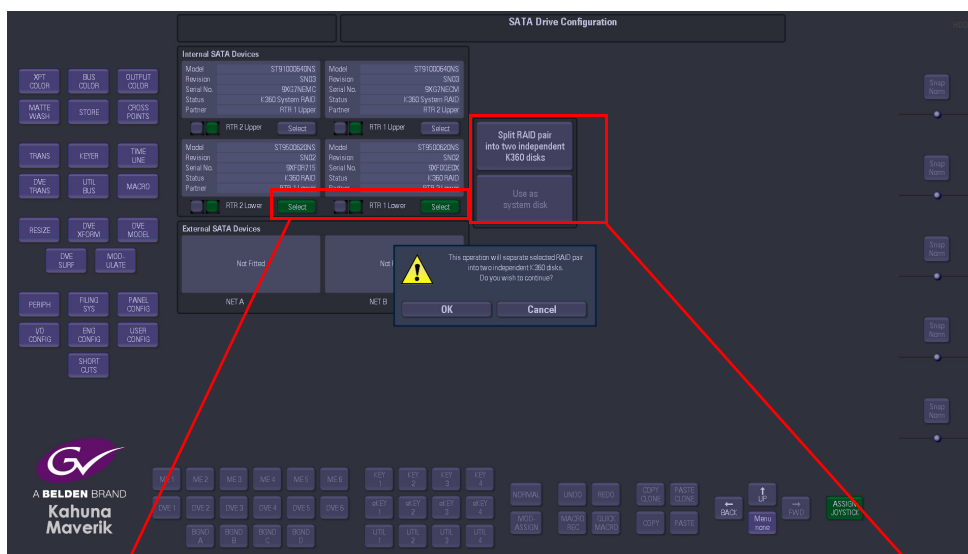 SATA Drive Configuration
Internal SATA Devices
Model ST91000640NS
Revision SN03
Serial No. 9XG7NEMC
Status K360 System RAID
Partner RTR 1 Upper
RTR 2 Upper Select
Model ST91000640NS
Revision SN03
Serial No. 9XG7NECM
Status K360 System RAID
Partner RTR 2 Upper
RTR 1 Upper Select
Model ST9500620NS
Revision SN02
Serial No. 9XF0R715
Status K360 RAID
RTR 2 Lower Select
Model ST9500620NS
Revision SN02
Serial No.
Status K360 RAID
RTR 1 Lower Select
Split RAID pair
into two independent
K360 disks
Use as
system disk
External SATA Devices
Not Fitted
NET A
NET B
This operation will separate selected RAID pair
into two independent K360 disks.
Do you wish to continue?
OK Cancel
XPT
COLOR
BUS
COLOR
OUTPUT
COLOR
MATTE
WASH
STORE
CROSS
POINTS
TRANS
KEYER
TIME
LINE
DVE
TRANS
UTIL
BUS
MACRO
RESIZE
DVE
XFORM
DVE
MODEL
DVE
SURF
MOD-
ULATE
PERIPH
FILING
SYS
PANEL
CONFIG
I/O
CONFIG
ENG
CONFIG
USER
CONFIG
SHORT
CUTS
Snap
Norm
Snap
Norm
Snap
Norm
Snap
Norm
Snap
Norm
GV
A BELDEN BRAND
Kahuna
Maverik
ME 2
ME 3
ME 4
ME 5
ME 6
DVE 1
DVE 2
DVE 3
DVE 4
DVE 5
DVE 6
BGND
A
BGND
B
BGND
C
BGND
D
KEY
1
KEY
2
KEY
3
KEY
4
UTIL
1
UTIL
2
UTIL
3
UTIL
4
NORMAL
UNDO
REDO
COPY
CLONE
PASTE
CLONE
MOD-
ASSIGN
MACRO
REC
QUICK
MACRO
COPY
PASTE
BACK
UP
Menu
none
FWD
ASSIGN
JOYSTICK